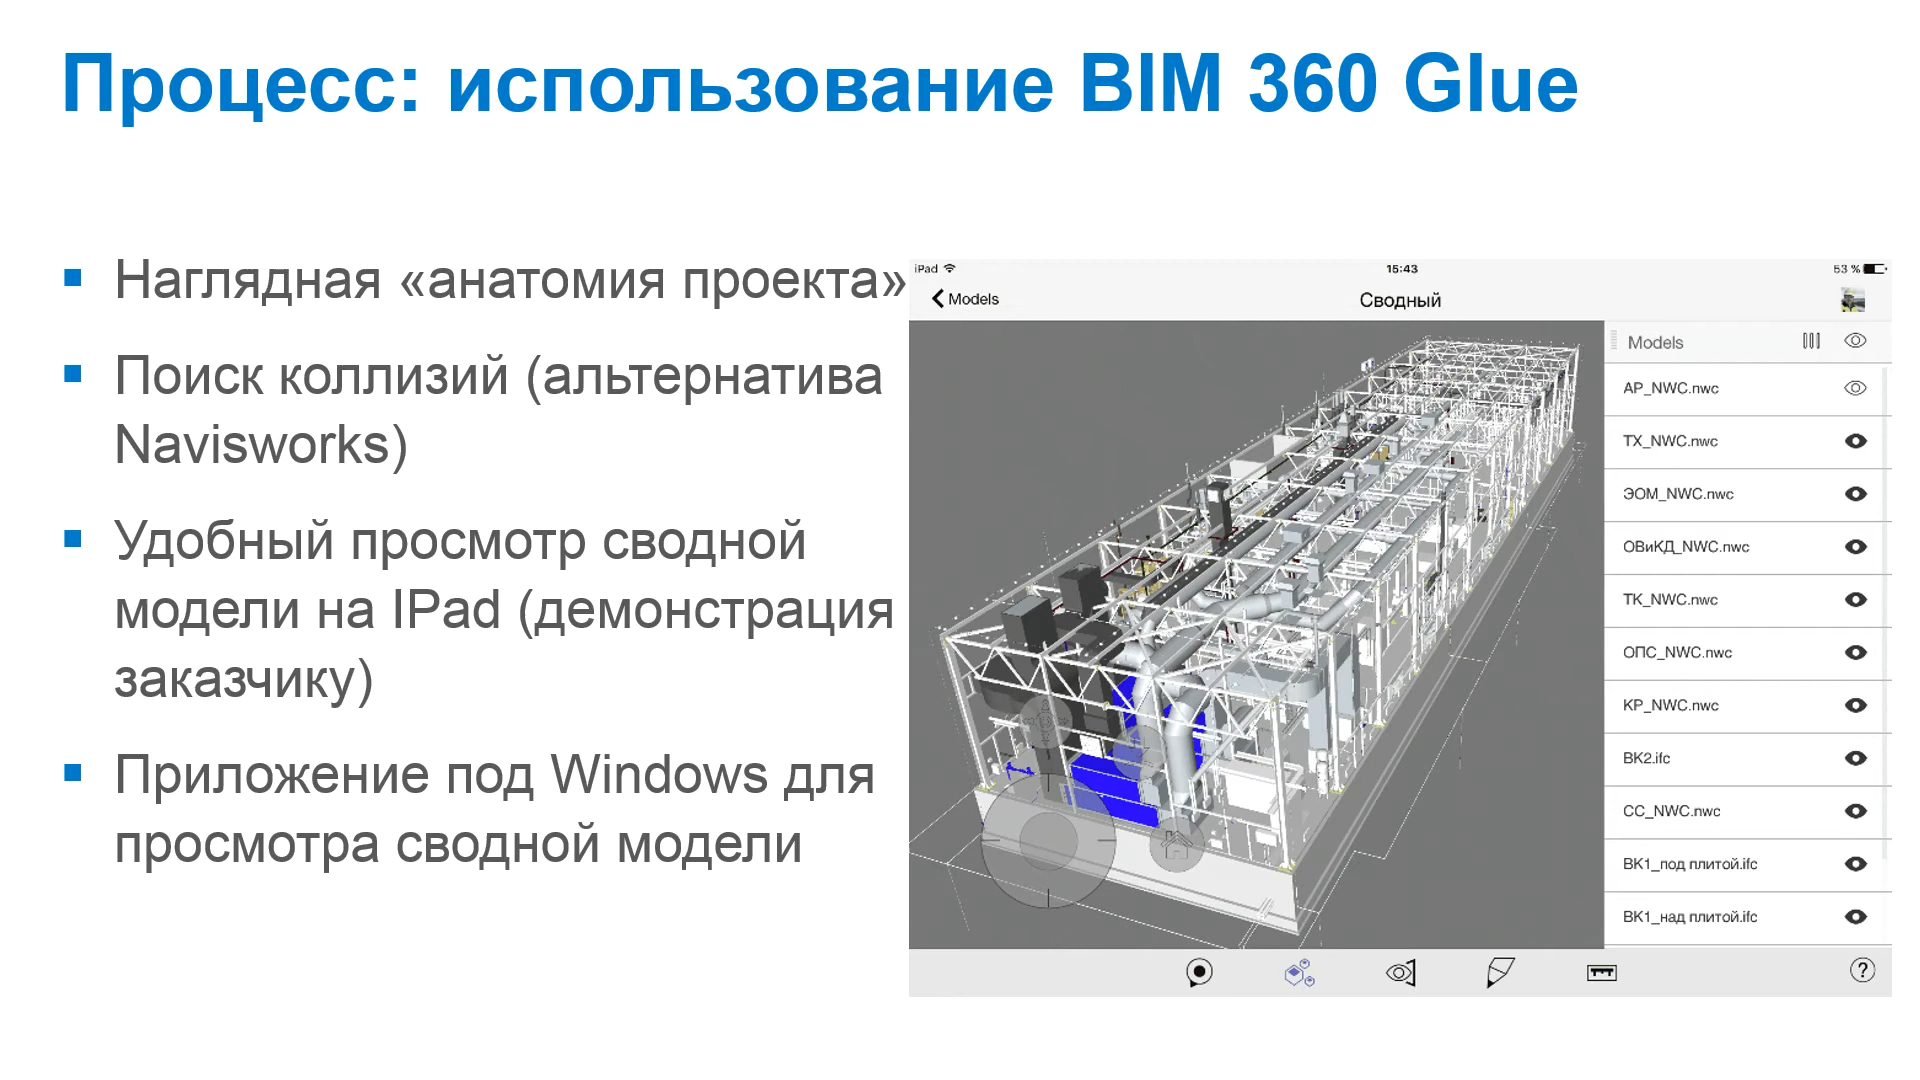 Процесс: использование BIM 360 Glue
▪ Наглядная «анатомия проекта»
▪ Поиск коллизий (альтернатива
Navisworks)
▪ Удобный просмотр сводной
модели на IPad (демонстрация
заказчику)
▪ Приложение под Windows для
просмотра сводной модели
iPad 15:43 53 %
Models Сводный
Models
АР_NWC.nwc
ТХ_NWC.nwc
ЭОМ_NWC.nwc
ОВиКД_NWC.nwc
ТК_NWC.nwc
ОПС_NWC.nwc
КР_NWC.nwc
ВК2.ifc
СС_NWC.nwc
ВК1_под плитой.ifc
ВК1_над плитой.ifc
?